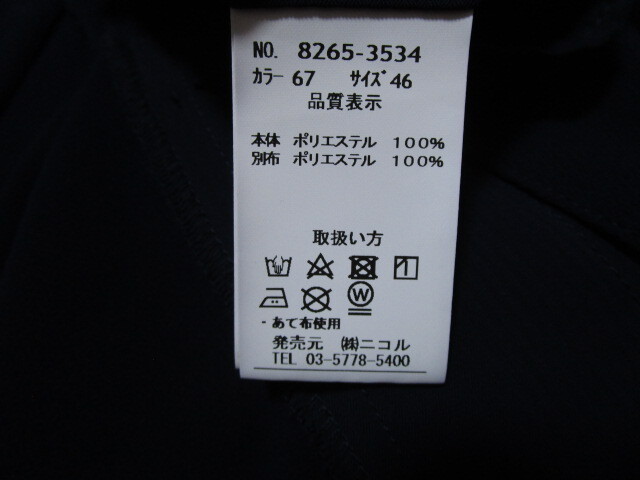 NO. 8265-3534
カラー 67 サイズ 46
品質表示
本体 ポリエステル 100%
別布 ポリエステル 100%
取扱い方
W
・あて布使用
発売元 ㈱ニコル
TEL 03-5778-5400